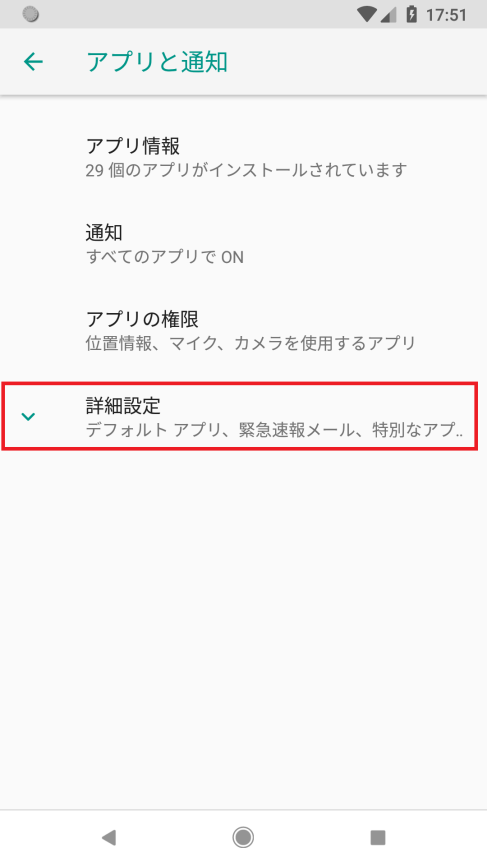 17:51
アプリと通知
アプリ情報
29 個のアプリがインストールされています
通知
すべてのアプリで ON
アプリの権限
位置情報、マイク、カメラを使用するアプリ
詳細設定
デフォルト アプリ、緊急速報メール、特別なアプ..